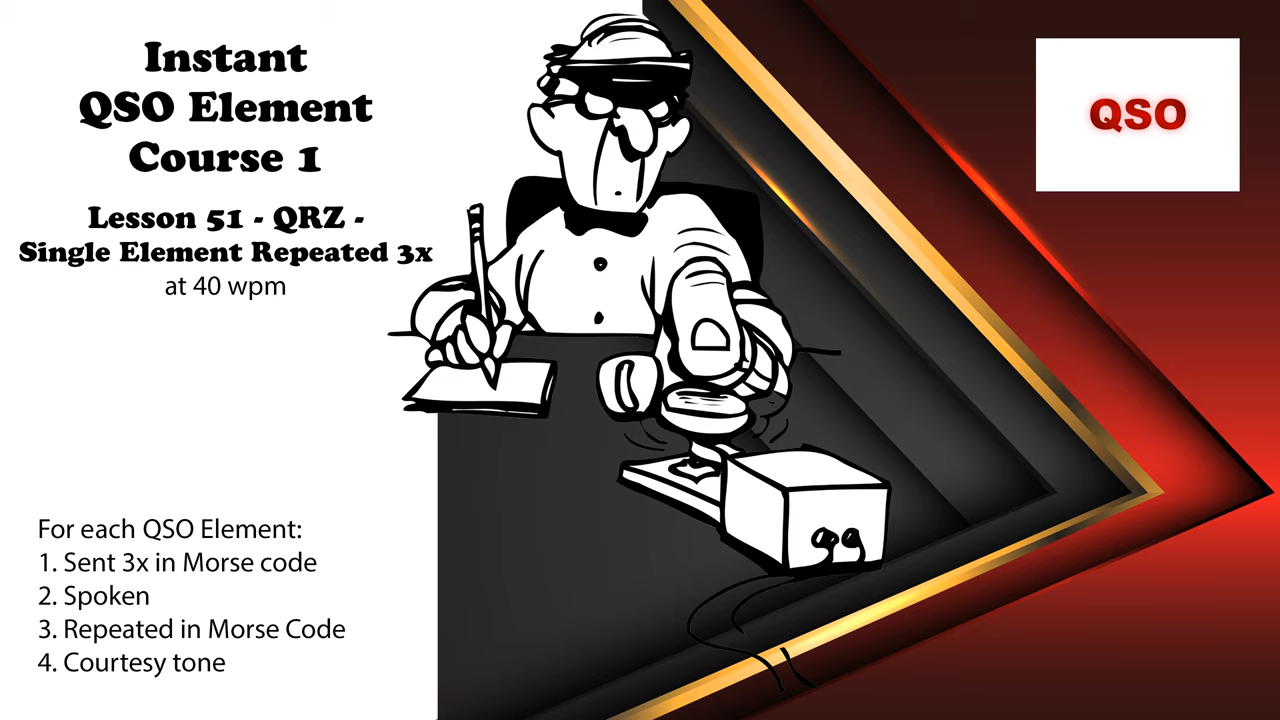 Instant
QSO Element
Course 1
Lesson 51 - QRZ -
Single Element Repeated 3x
at 40 wpm
QSO
For each QSO Element:
1. Sent 3x in Morse code
2. Spoken
3. Repeated in Morse Code
4. Courtesy tone